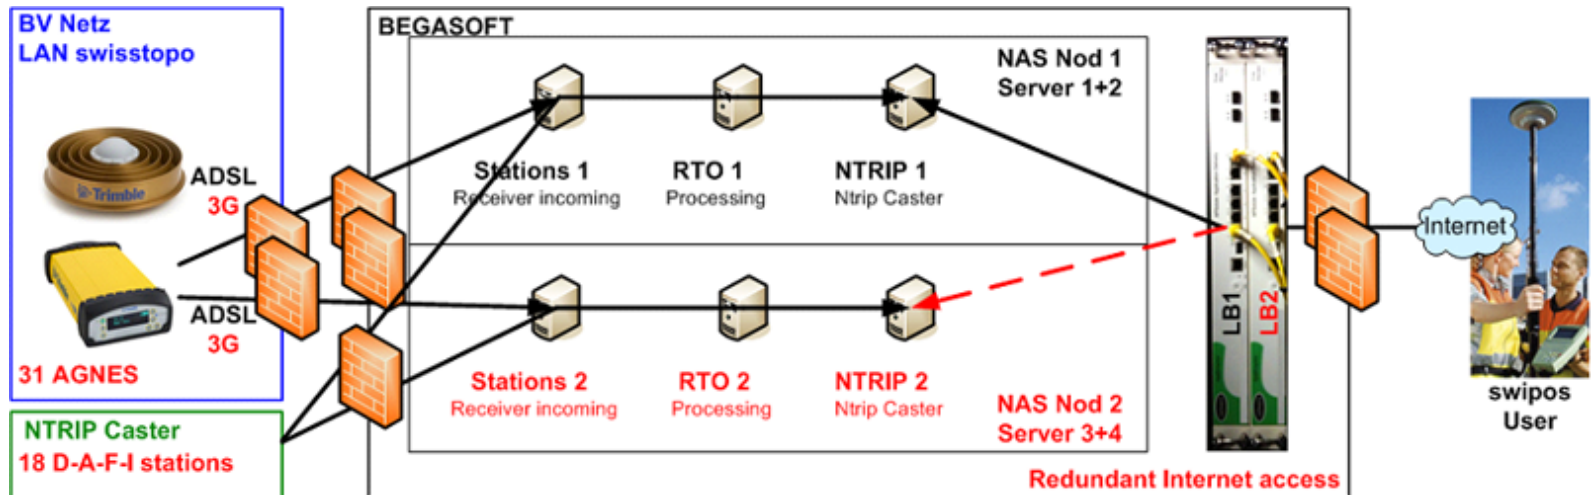 BV Netz
LAN swisstopo
Trimble
ADSL
3G
ADSL
3G
31 AGNES
NTRIP Caster
18 D-A-F-I stations
BEGASOFT
NAS Nod 1
Server 1+2
Stations 1
Receiver incoming
RTO 1
Processing
NTRIP 1
Ntrip Caster
Stations 2
Receiver incoming
RTO 2
Processing
NTRIP 2
Ntrip Caster
NAS Nod 2
Server 3+4
LB1
LB2
Redundant Internet access
Internet
swipos
User